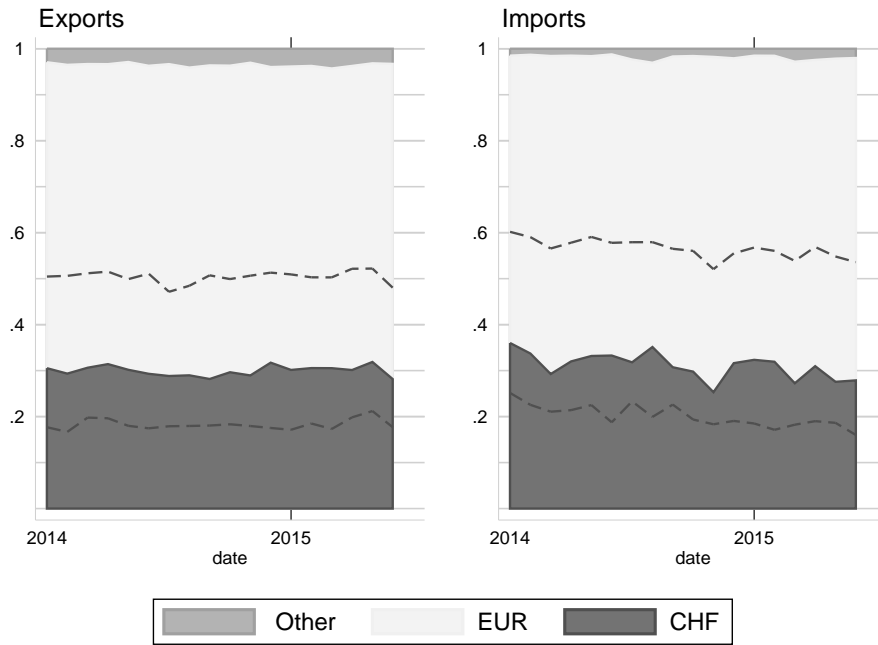 Exports
Imports
1
.8
.6
.4
.2
2014
2015
date
1
.8
.6
.4
.2
2014
2015
date
Other
EUR
CHF